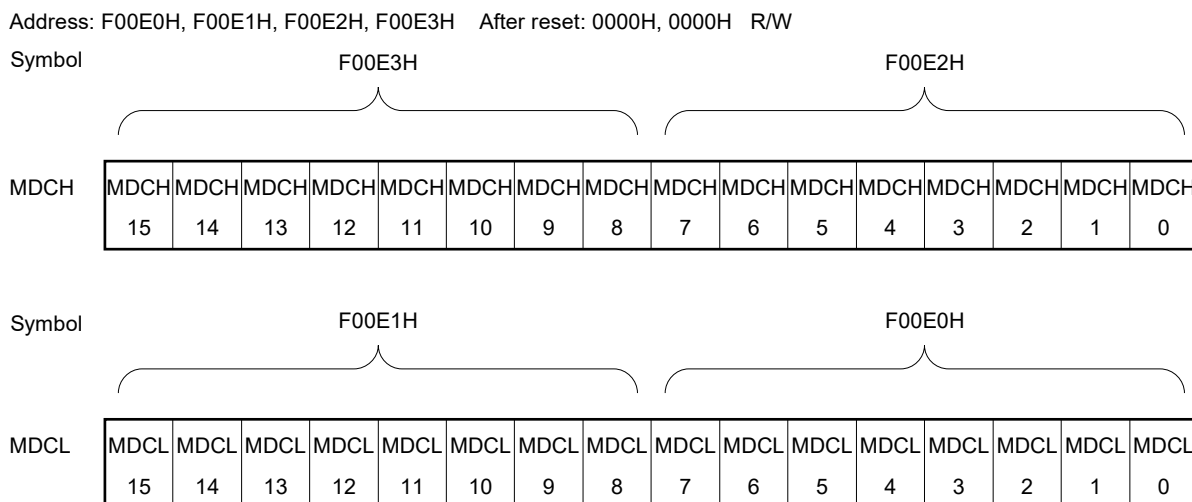 Address: F00E0H, F00E1H, F00E2H, F00E3H After reset: 0000H, 0000H R/W
Symbol F00E3H F00E2H
MDCH MDCH MDCH MDCH MDCH MDCH MDCH MDCH MDCH MDCH MDCH MDCH MDCH MDCH MDCH MDCH MDCH
15 14 13 12 11 10 9 8 7 6 5 4 3 2 1 0
Symbol F00E1H F00E0H
MDCL MDCL MDCL MDCL MDCL MDCL MDCL MDCL MDCL MDCL MDCL MDCL MDCL MDCL MDCL MDCL MDCL
15 14 13 12 11 10 9 8 7 6 5 4 3 2 1 0